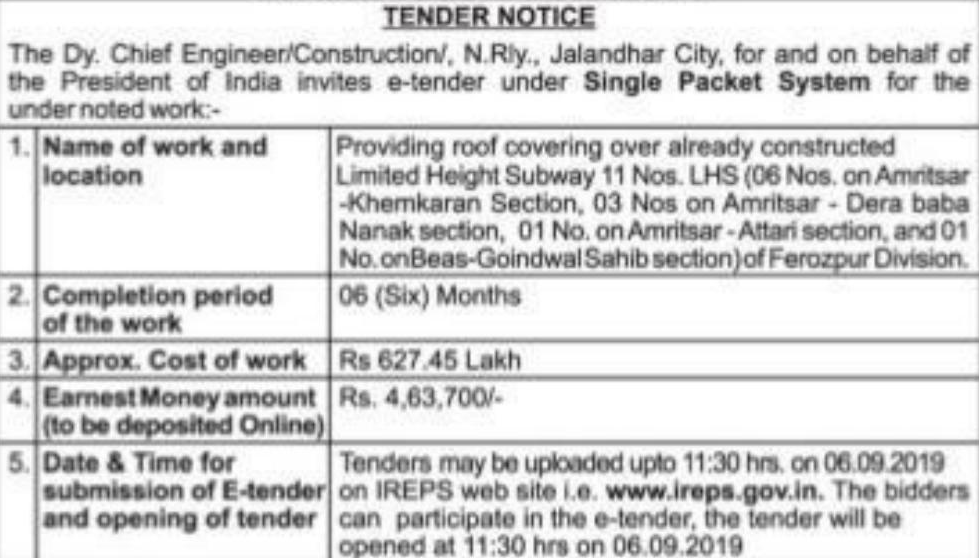 TENDER NOTICE
The Dy. Chief Engineer/Construction/, N.Rly., Jalandhar City, for and on behalf of
the President of India invites e-tender under Single Packet System for the
under noted work:-
1. Name of work and
location
Providing roof covering over already constructed
Limited Height Subway 11 Nos. LHS (06 Nos. on Amritsar
-Khemkaran Section, 03 Nos on Amritsar - Dera baba
Nanak section, 01 No. on Amritsar - Attari section, and 01
No. on Beas-Goindwal Sahib section) of Ferozpur Division.
2. Completion period
of the work
06 (Six) Months
3. Approx. Cost of work
Rs 627.45 Lakh
4. Earnest Money amount
(to be deposited Online)
Rs. 4,63,700/-
5. Date & Time for
submission of E-tender
and opening of tender
Tenders may be uploaded upto 11:30 hrs. on 06.09.2019
on IREPS web site i.e. www.ireps.gov.in. The bidders
can participate in the e-tender, the tender will be
opened at 11:30 hrs on 06.09.2019